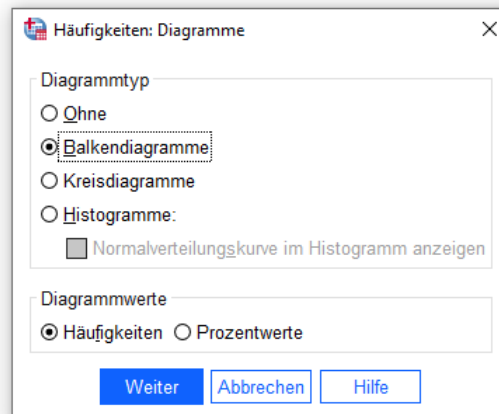 Häufigkeiten: Diagramme
Diagrammtyp
Ohne
Balkendiagramme
Kreisdiagramme
Histogramme:
Normalverteilungskurve im Histogramm anzeigen
Diagrammwerte
Häufigkeiten Prozentwerte
Weiter Abbrechen Hilfe